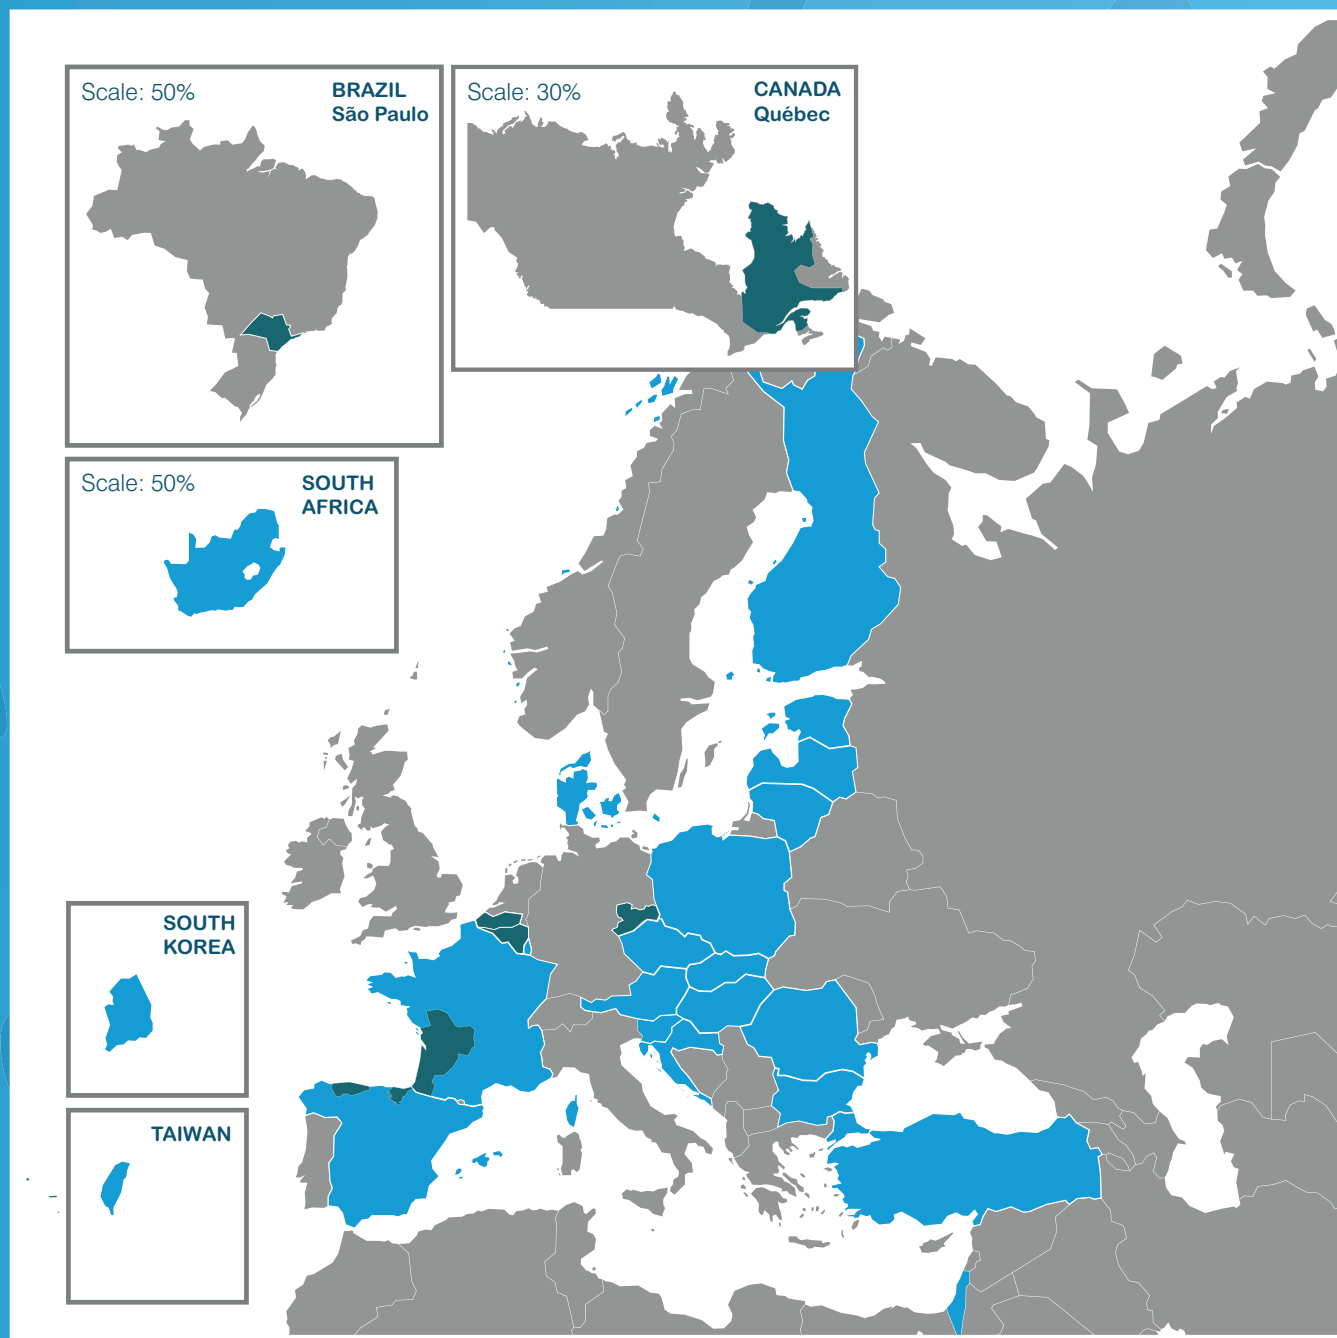 Scale: 50%
BRAZIL
São Paulo
Scale: 30%
CANADA
Québec
Scale: 50%
SOUTH
AFRICA
SOUTH
KOREA
TAIWAN